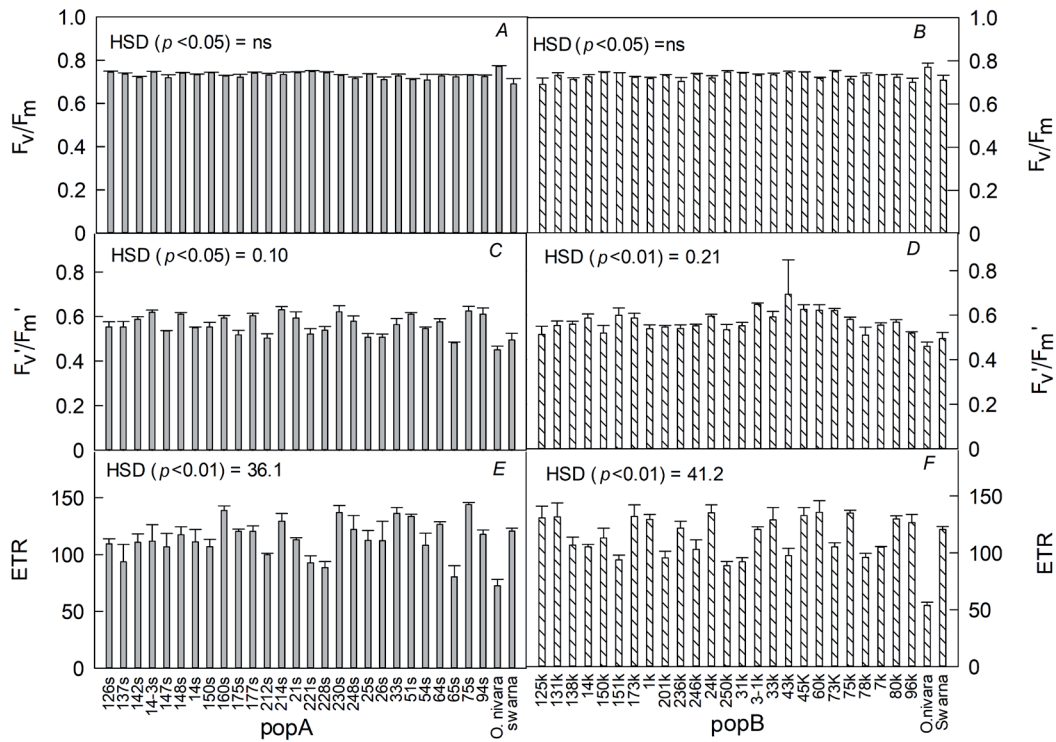 1.0
0.8
0.6
0.4
0.2
0
Fv/Fm
HSD (p<0.05) = ns
A
HSD (p<0.05) =ns
B
1.0
0.8
0.6
0.4
0.2
0
Fv/Fm
0.8
0.6
0.4
0.2
0
Fv'/Fm'
HSD (p<0.05) = 0.10
C
HSD (p<0.01) = 0.21
D
0.8
0.6
0.4
0.2
0
Fv'/Fm'
150
100
50
0
ETR
HSD (p<0.01) = 36.1
E
HSD (p<0.01) = 41.2
F
150
100
50
0
ETR
126s
137s
142s
14-3s
147s
148s
14s
150s
160s
175s
177s
212s
214s
21s
221s
228s
230s
248s
25s
26s
33s
51s
54s
64s
65s
75s
94s
O. nivara
swarna
popA
125k
131k
138k
14k
150K
151k
173k
1k
201k
236k
246k
24k
250k
31k
3-1k
33k
43k
45K
60k
73K
75k
78k
7k
80k
96k
O.nivara
Swarna
popB